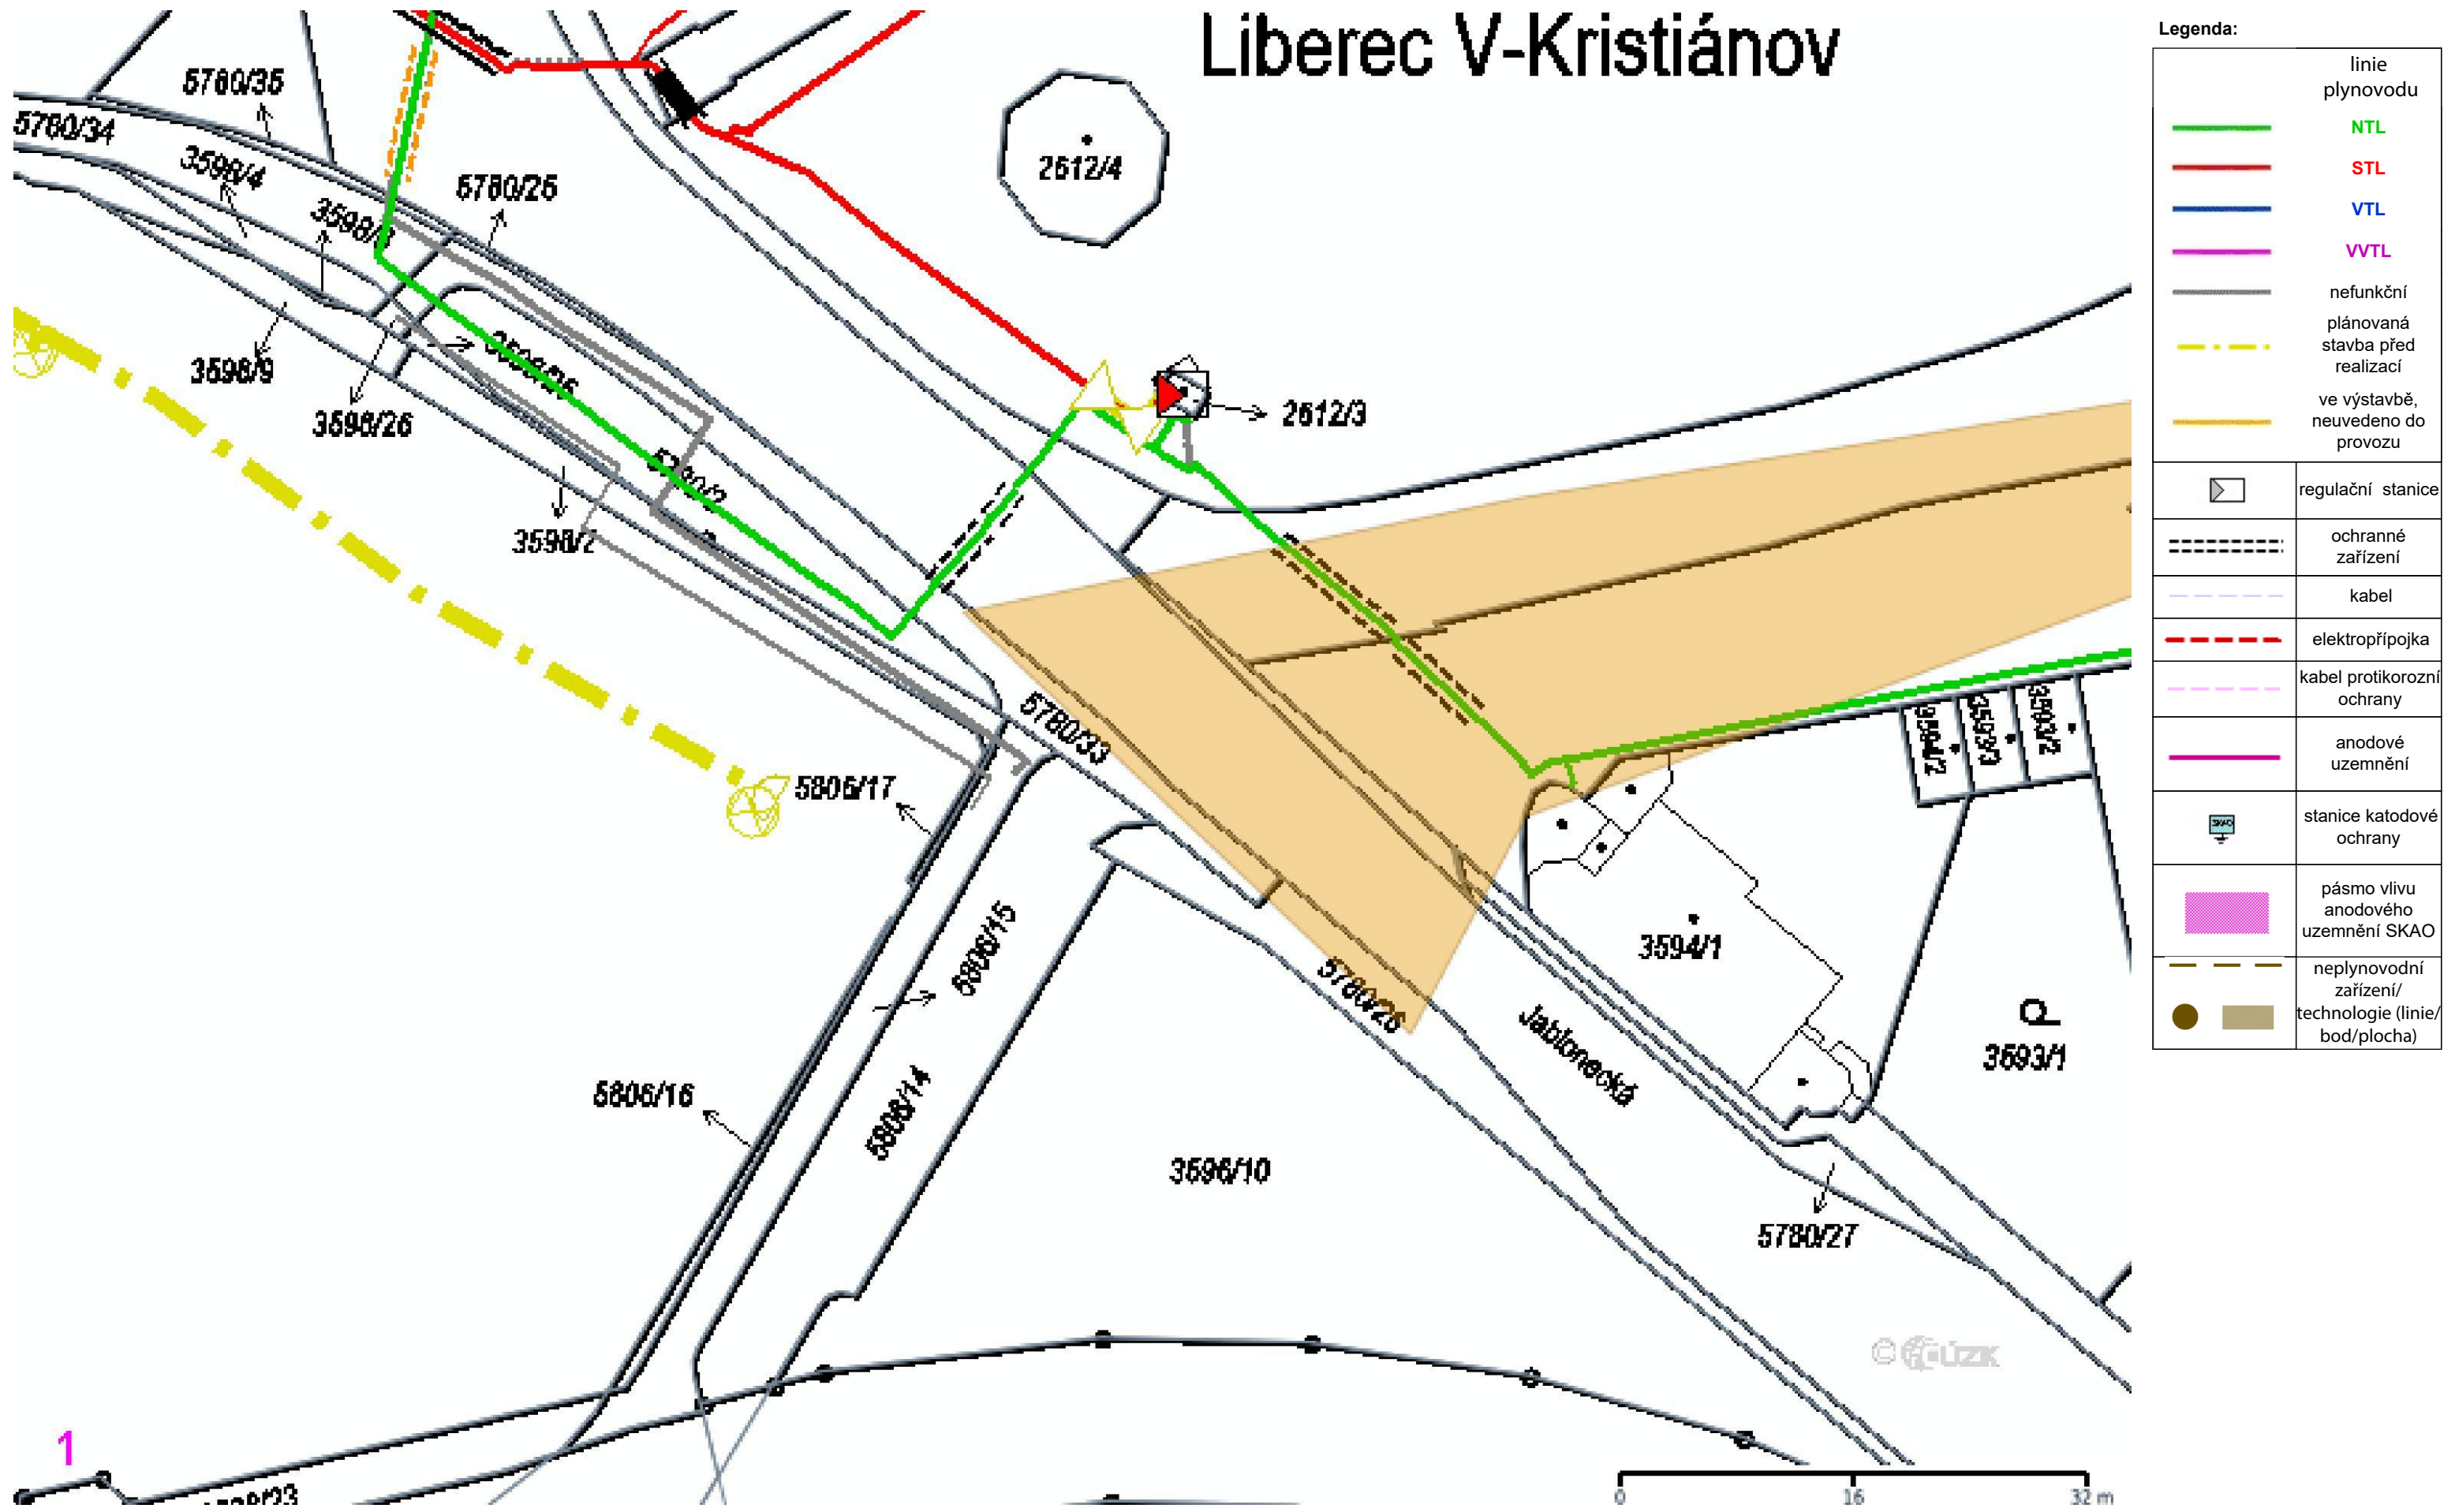 Liberec V-Kristiánov
5780/35
5780/34
3598/4
5780/25
3598/9
3598/26
3598/2
2612/4
2612/3
5780/33
5806/17
5806/15
5806/14
5806/16
3596/10
5780/26
Jablonecká
3594/1
5780/27
p
3593/1
1
0 16 32 m
Legenda:
linie
plynovodu
NTL
STL
VTL
VVTL
nefunkční
plánovaná
stavba před
realizací
ve výstavbě,
neuvedeno do
provozu
regulační stanice
ochranné
zařízení
kabel
elektropřípojka
kabel protikorozní
ochrany
anodové
uzemnění
SKAO
stanice katodové
ochrany
pásmo vlivu
anodového
uzemnění SKAO
neplynovodní
zařízení/
technologie (linie/
bod/plocha)